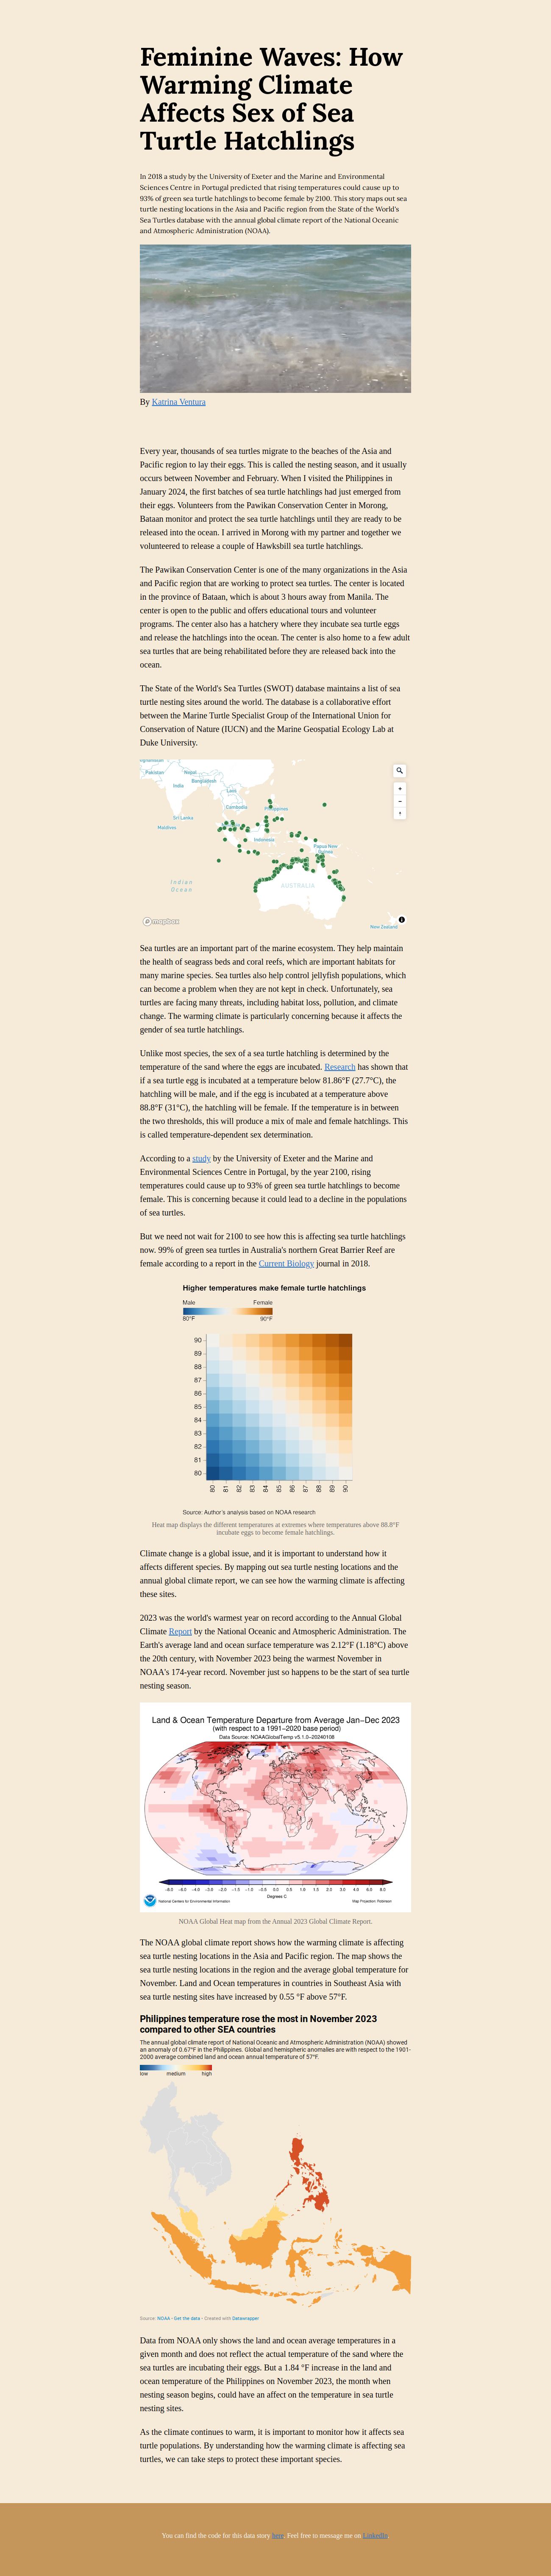 Feminine Waves: How
Warming Climate
Affects Sex of Sea
Turtle Hatchlings
In 2018 a study by the University of Exeter and the Marine and Environmental
Sciences Centre in Portugal predicted that rising temperatures could cause up to
93% of green sea turtle hatchlings to become female by 2100. This story maps out sea
turtle nesting locations in the Asia and Pacific region from the State of the World's
Sea Turtles database with the annual global climate report of the National Oceanic
and Atmospheric Administration (NOAA).
By Katrina Ventura
Every year, thousands of sea turtles migrate to the beaches of the Asia and
Pacific region to lay their eggs. This is called the nesting season, and it usually
occurs between November and February. When I visited the Philippines in
January 2024, the first batches of sea turtle hatchlings had just emerged from
their eggs. Volunteers from the Pawikan Conservation Center in Morong,
Bataan monitor and protect the sea turtle hatchlings until they are ready to be
released into the ocean. I arrived in Morong with my partner and together we
volunteered to release a couple of Hawksbill sea turtle hatchlings.
The Pawikan Conservation Center is one of the many organizations in the Asia
and Pacific region that are working to protect sea turtles. The center is located
in the province of Bataan, which is about 3 hours away from Manila. The
center is open to the public and offers educational tours and volunteer
programs. The center also has a hatchery where they incubate sea turtle eggs
and release the hatchlings into the ocean. The center is also home to a few adult
sea turtles that are being rehabilitated before they are released back into the
ocean.
The State of the World's Sea Turtles (SWOT) database maintains a list of sea
turtle nesting sites around the world. The database is a collaborative effort
between the Marine Turtle Specialist Group of the International Union for
Conservation of Nature (IUCN) and the Marine Geospatial Ecology Lab at
Duke University.
Pakistan
Nepal
Bangladesh
India
Laos
Cambodia
Philippines
Sri Lanka
Maldives
Indonesia
Papua New
Guinea
Indian
Ocean
AUSTRALIA
mapbox
New Zealand
Sea turtles are an important part of the marine ecosystem. They help maintain
the health of seagrass beds and coral reefs, which are important habitats for
many marine species. Sea turtles also help control jellyfish populations, which
can become a problem when they are not kept in check. Unfortunately, sea
turtles are facing many threats, including habitat loss, pollution, and climate
change. The warming climate is particularly concerning because it affects the
gender of sea turtle hatchlings.
Unlike most species, the sex of a sea turtle hatchling is determined by the
temperature of the sand where the eggs are incubated. Research has shown that
if a sea turtle egg is incubated at a temperature below 81.86°F (27.7°C), the
hatchling will be male, and if the egg is incubated at a temperature above
88.8°F (31°C), the hatchling will be female. If the temperature is in between
the two thresholds, this will produce a mix of male and female hatchlings. This
is called temperature-dependent sex determination.
According to a study by the University of Exeter and the Marine and
Environmental Sciences Centre in Portugal, by the year 2100, rising
temperatures could cause up to 93% of green sea turtle hatchlings to become
female. This is concerning because it could lead to a decline in the populations
of sea turtles.
But we need not wait for 2100 to see how this is affecting sea turtle hatchlings
now. 99% of green sea turtles in Australia's northern Great Barrier Reef are
female according to a report in the Current Biology journal in 2018.
Higher temperatures make female turtle hatchlings
Male Female
80°F 90°F
90
89
88
87
86
85
84
83
82
81
80
80 81 82 83 84 85 86 87 88 89 90
Source: Author's analysis based on NOAA research
Heat map displays the different temperatures at extremes where temperatures above 88.8°F
incubate eggs to become female hatchlings.
Climate change is a global issue, and it is important to understand how it
affects different species. By mapping out sea turtle nesting locations and the
annual global climate report, we can see how the warming climate is affecting
these sites.
2023 was the world's warmest year on record according to the Annual Global
Climate Report by the National Oceanic and Atmospheric Administration. The
Earth's average land and ocean surface temperature was 2.12°F (1.18°C) above
the 20th century, with November 2023 being the warmest November in
NOAA's 174-year record. November just so happens to be the start of sea turtle
nesting season.
Land & Ocean Temperature Departure from Average Jan–Dec 2023
(with respect to a 1991–2020 base period)
Data Source: NOAAGlobalTemp v5.1.0–20240108
-8.0 -4.0 -3.0 -2.0 -1.5 -1.0 -0.5 0.0 0.5 1.0 1.5 2.0 3.0 4.0 6.0 8.0
Degrees C
National Centers for Environmental Information
Map Projection: Robinson
NOAA Global Heat map from the Annual 2023 Global Climate Report.
The NOAA global climate report shows how the warming climate is affecting
sea turtle nesting locations in the Asia and Pacific region. The map shows the
sea turtle nesting locations in the region and the average global temperature for
November. Land and Ocean temperatures in countries in Southeast Asia with
sea turtle nesting sites have increased by 0.55 °F above 57°F.
Philippines temperature rose the most in November 2023
compared to other SEA countries
The annual global climate report of National Oceanic and Atmospheric Administration (NOAA) showed
an anomaly of 0.67°F in the Philippines. Global and hemispheric anomalies are with respect to the 1901-
2000 average combined land and ocean annual temperature of 57°F.
low medium high
Source: NOAA • Get the data • Created with Datawrapper
Data from NOAA only shows the land and ocean average temperatures in a
given month and does not reflect the actual temperature of the sand where the
sea turtles are incubating their eggs. But a 1.84 °F increase in the land and
ocean temperature of the Philippines on November 2023, the month when
nesting season begins, could have an affect on the temperature in sea turtle
nesting sites.
As the climate continues to warm, it is important to monitor how it affects sea
turtle populations. By understanding how the warming climate is affecting sea
turtles, we can take steps to protect these important species.
You can find the code for this data story here. Feel free to message me on LinkedIn.